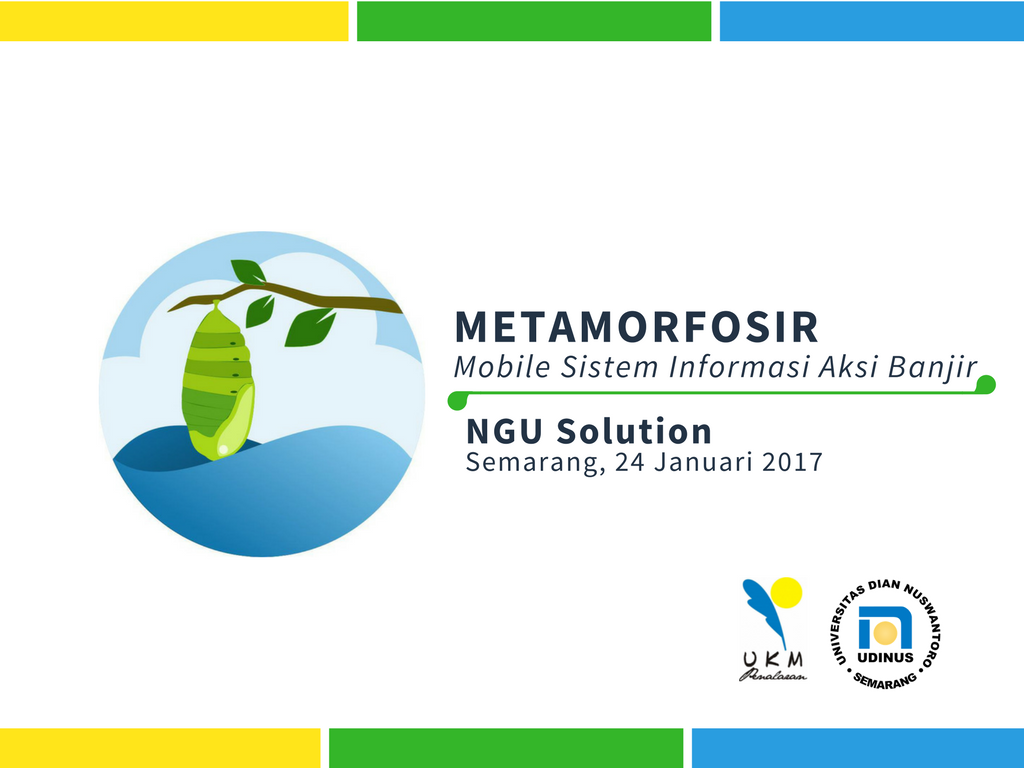 METAMORFOSIR
Mobile Sistem Informasi Aksi Banjir
NGU Solution
Semarang, 24 Januari 2017
UKM
Penalaran
UNIVERSITAS DIAN NUSWANTORO
UDINUS
• SEMARANG •